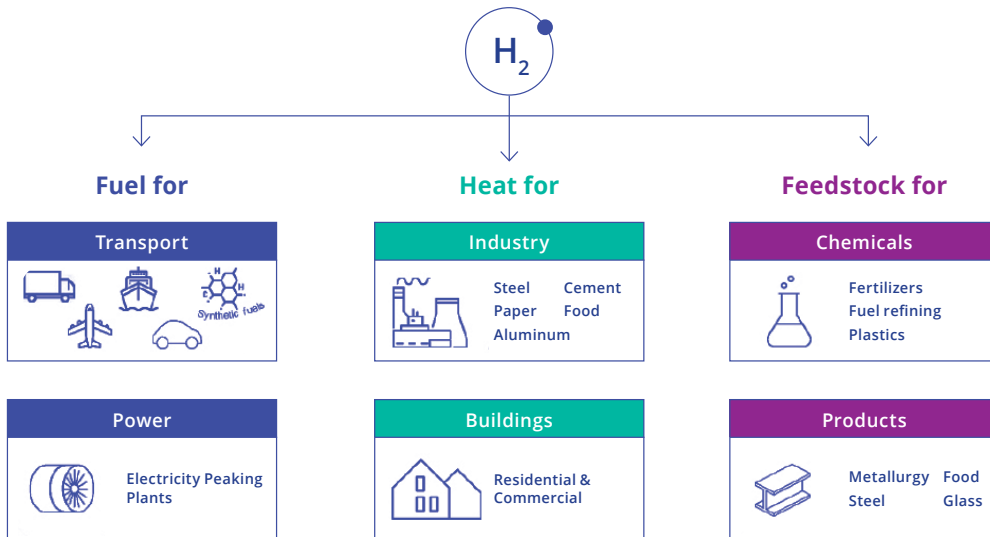 H2
Fuel for
Heat for
Feedstock for
Transport
Synthetic fuels
Industry
Steel Cement
Paper Food
Aluminum
Chemicals
Fertilizers
Fuel refining
Plastics
Power
Electricity Peaking
Plants
Buildings
Residential &
Commercial
Products
Metallurgy Food
Steel Glass